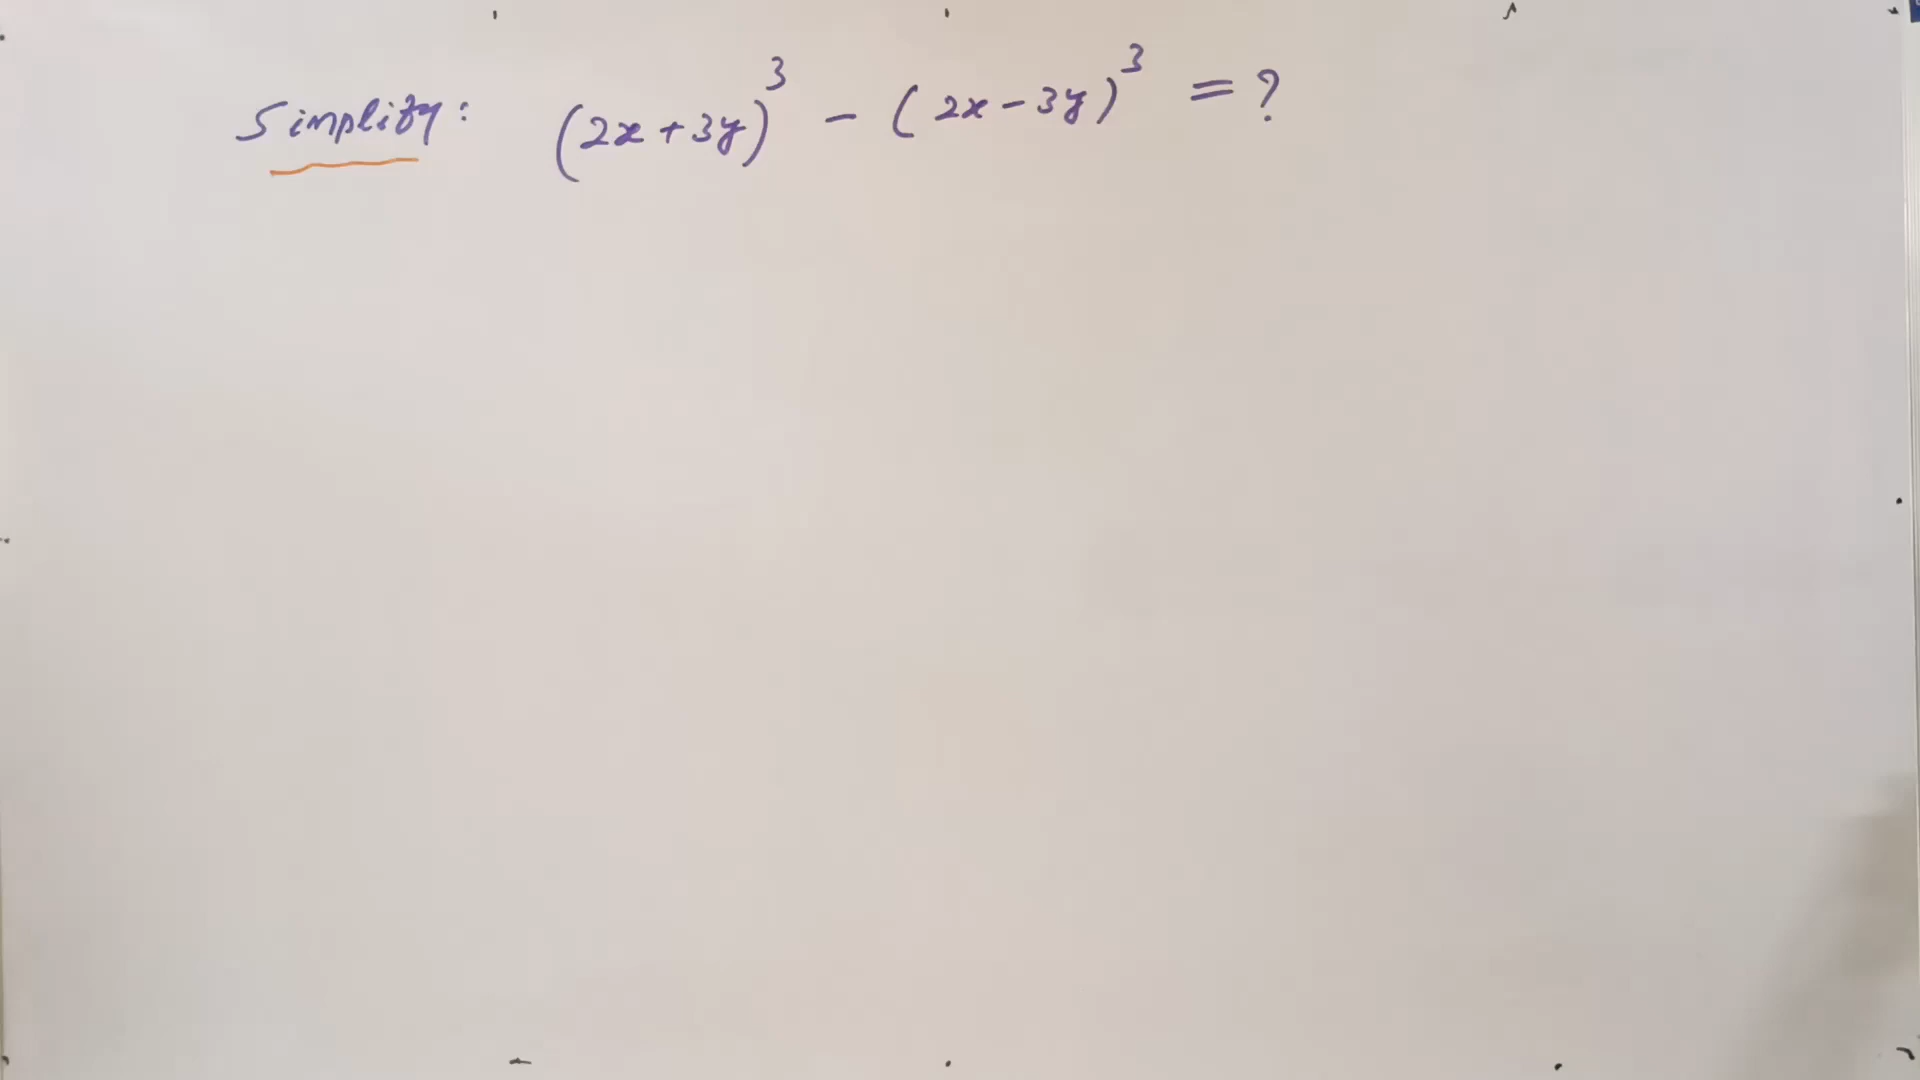 Simplify: (2x+3y)³ - (2x-3y)³ = ?